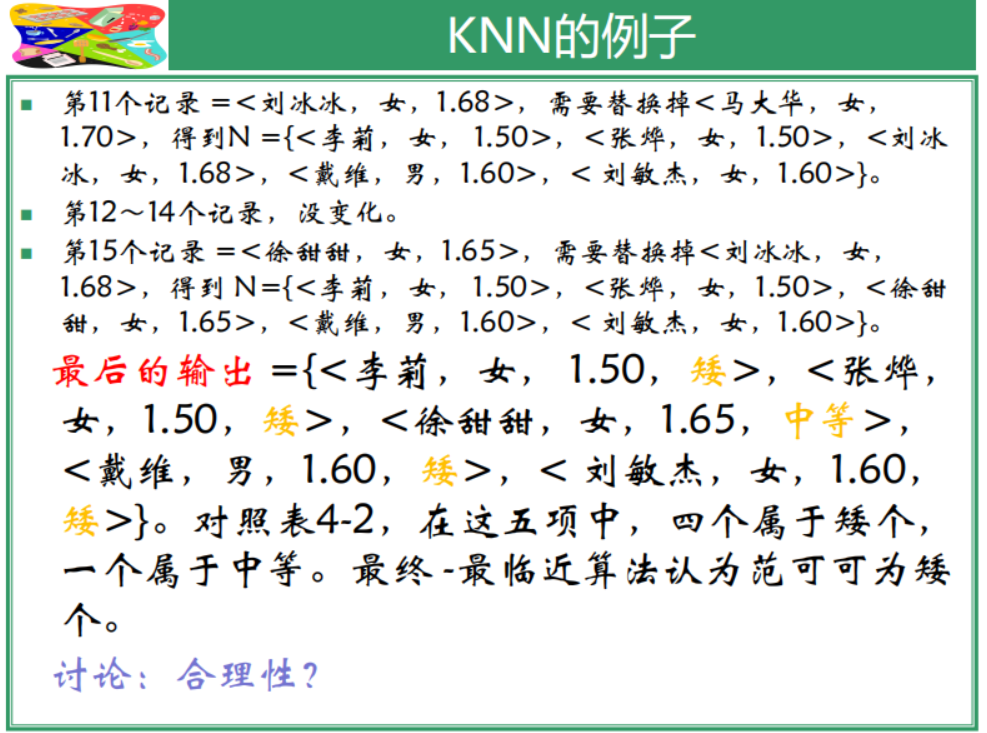 KNN的例子
第11个记录 =<刘冰冰，女，1.68>，需要替换掉<马大华，女，
1.70>，得到N ={<李莉，女， 1.50>，<张烨，女，1.50>，<刘冰
冰，女，1.68>，<戴维，男，1.60>，< 刘敏杰，女，1.60>}。
第12～14个记录，没变化。
第15个记录 =<徐甜甜，女，1.65>，需要替换掉<刘冰冰，女，
1.68>，得到 N={<李莉，女， 1.50>，<张烨，女，1.50>，<徐甜
甜，女，1.65>，<戴维，男，1.60>，< 刘敏杰，女，1.60>}。
最后的输出 ={<李莉，女， 1.50，矮>，<张烨，
女，1.50，矮>，<徐甜甜，女，1.65，中等>，
<戴维，男，1.60，矮>，< 刘敏杰，女，1.60，
矮>}。对照表4-2，在这五项中，四个属于矮个，
一个属于中等。最终 -最临近算法认为范可可为矮
个。
讨论：合理性？